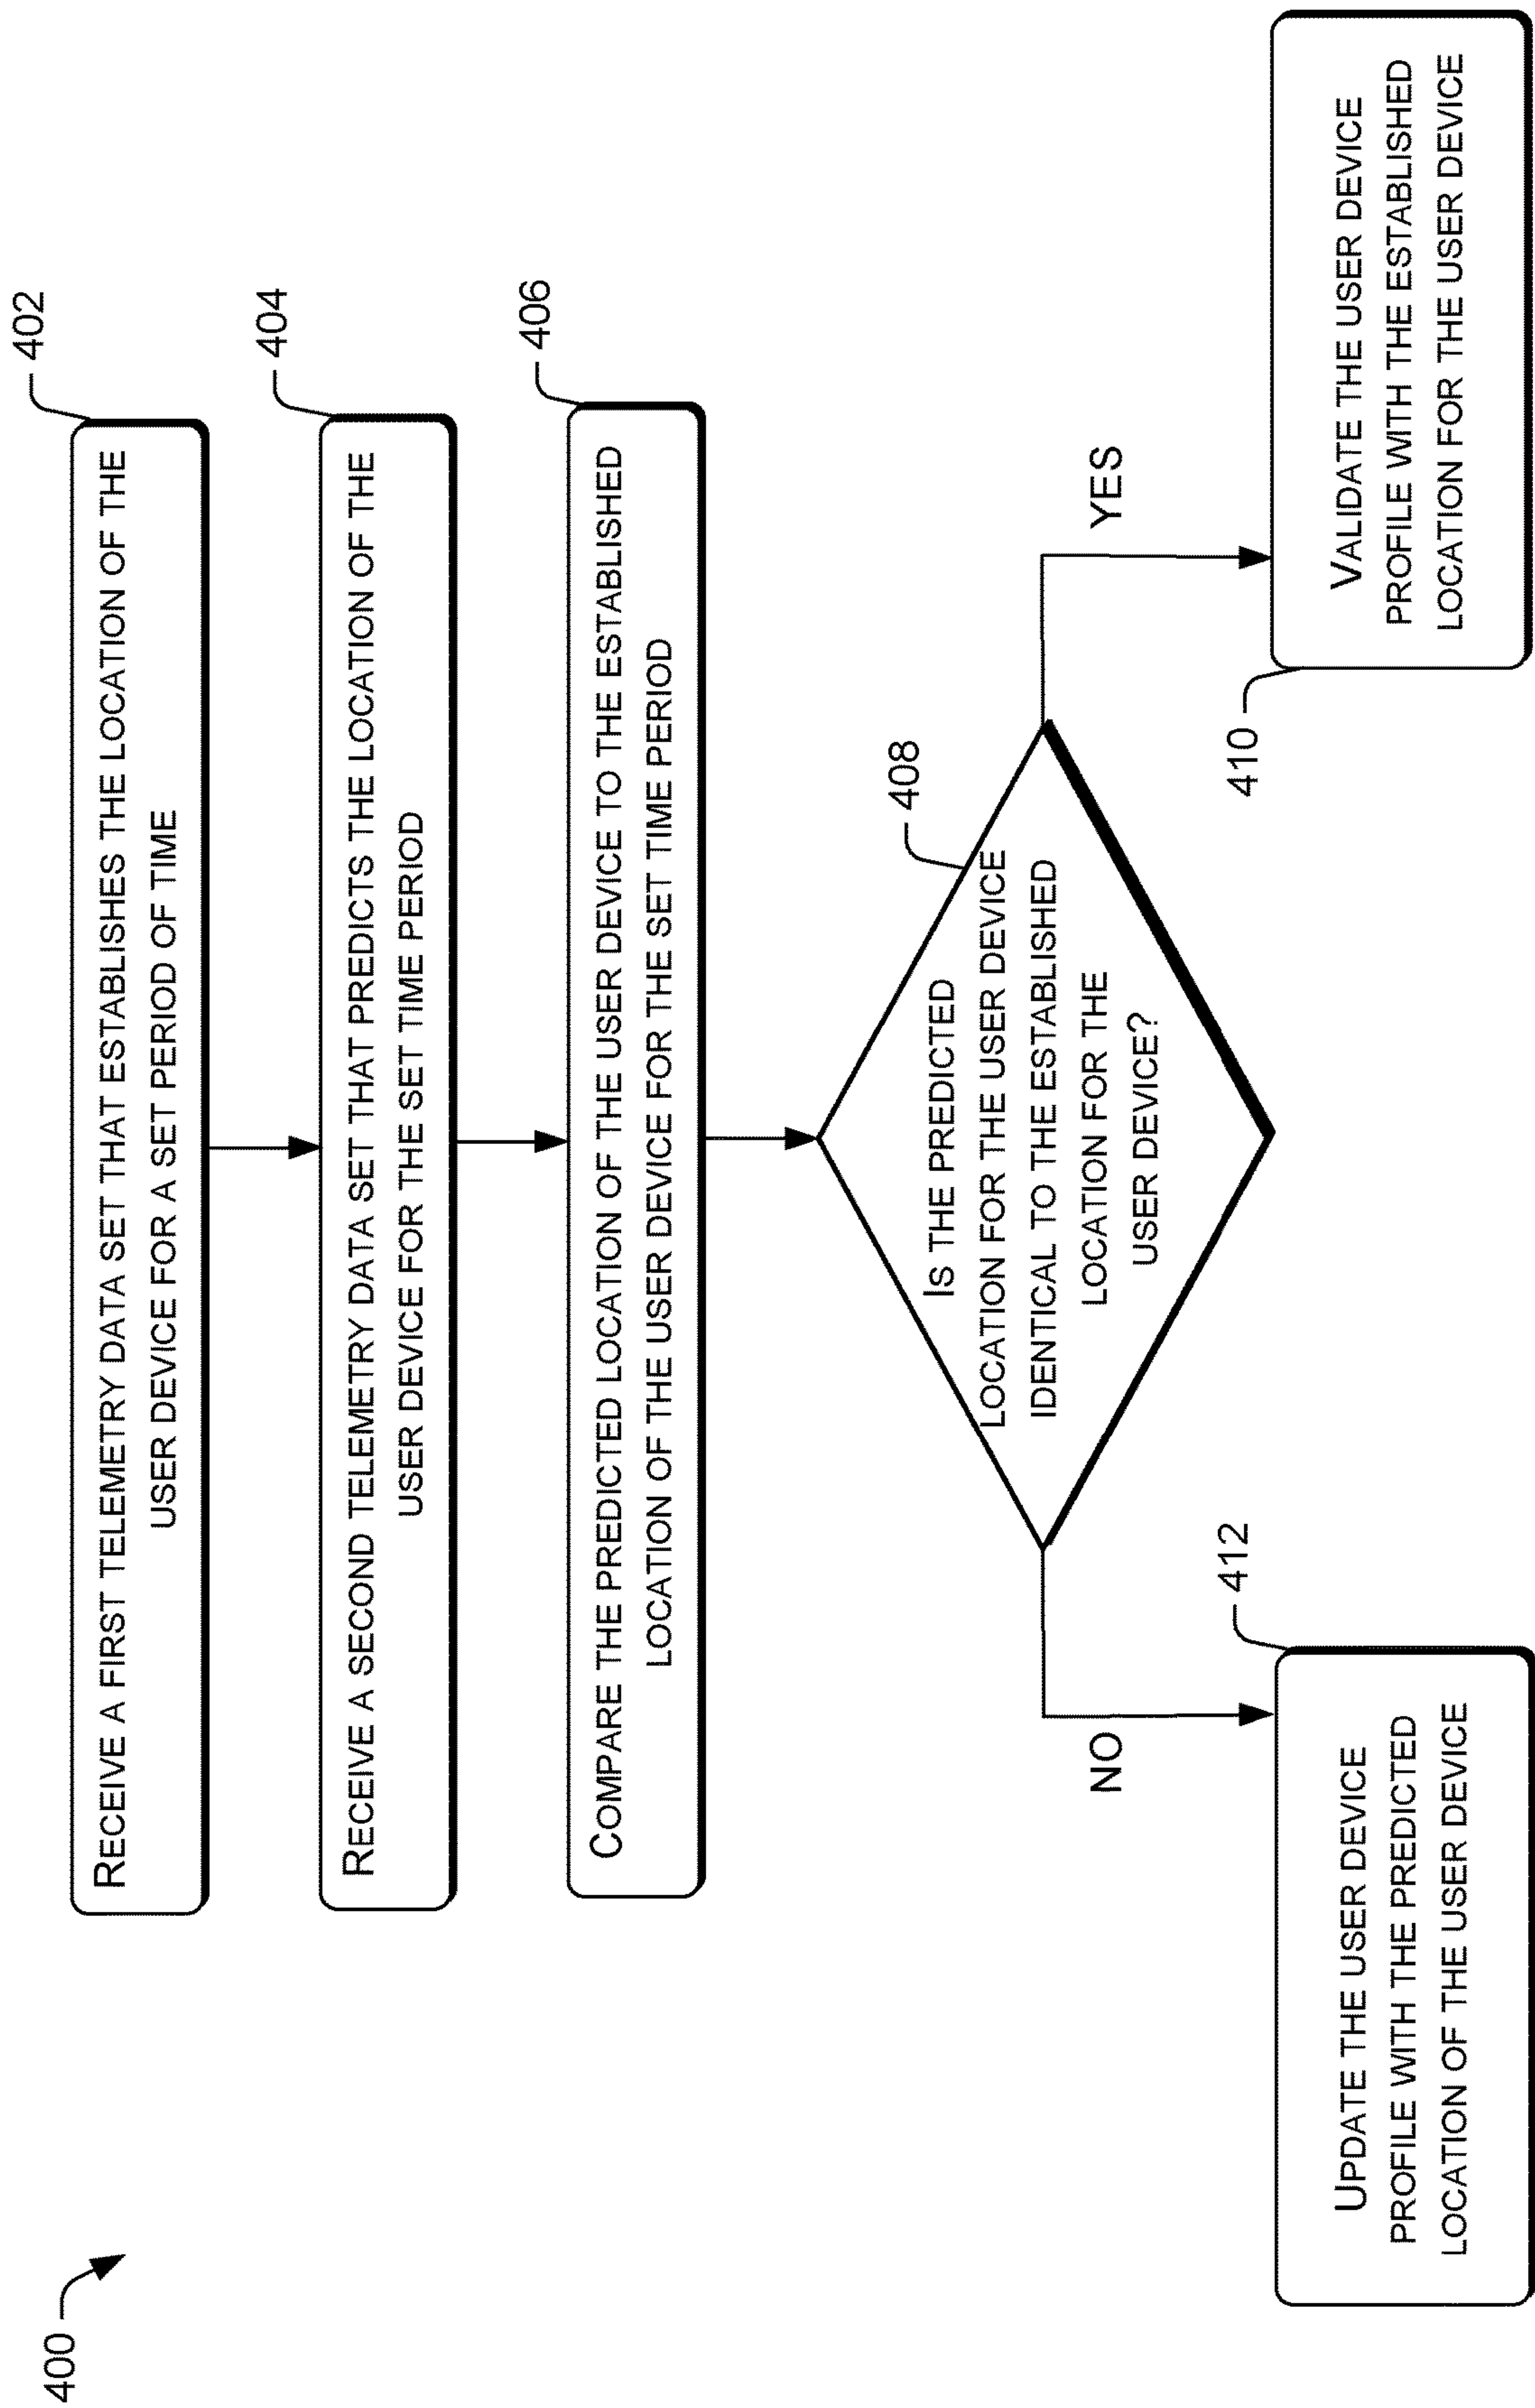 400
402
RECEIVE A FIRST TELEMETRY DATA SET THAT ESTABLISHES THE LOCATION OF THE
USER DEVICE FOR A SET PERIOD OF TIME
404
RECEIVE A SECOND TELEMETRY DATA SET THAT PREDICTS THE LOCATION OF THE
USER DEVICE FOR THE SET TIME PERIOD
406
COMPARE THE PREDICTED LOCATION OF THE USER DEVICE TO THE ESTABLISHED
LOCATION OF THE USER DEVICE FOR THE SET TIME PERIOD
408
IS THE PREDICTED
LOCATION FOR THE USER DEVICE
IDENTICAL TO THE ESTABLISHED
LOCATION FOR THE
USER DEVICE?
NO
YES
412
UPDATE THE USER DEVICE
PROFILE WITH THE PREDICTED
LOCATION OF THE USER DEVICE
410
VALIDATE THE USER DEVICE
PROFILE WITH THE ESTABLISHED
LOCATION FOR THE USER DEVICE